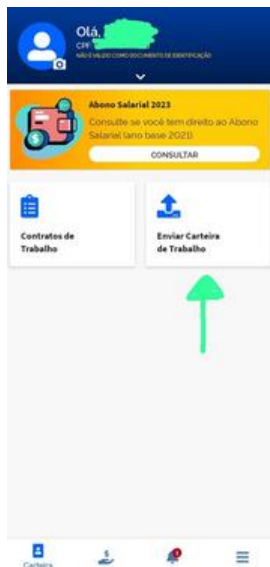 Olá,
CPF
NÃO É VÁLIDO COMO DOCUMENTO DE IDENTIFICAÇÃO
Abono Salarial 2023
Consulte se você tem direito ao Abono
Salarial (ano base 2021).
CONSULTAR
Contratos de
Trabalho
Enviar Carteira
de Trabalho
1
Carteira